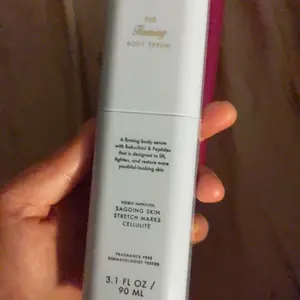 THE
Firming
BODY SERUM
A firming body serum
with Bakuchiol & Peptides
that is designed to lift,
tighten, and restore more
youthful-looking skin
VISIBLY IMPROVES:
SAGGING SKIN
STRETCH MARKS
CELLULITE
FRAGRANCE FREE
DERMATOLOGIST TESTED
3.1 FL OZ /
90 ML